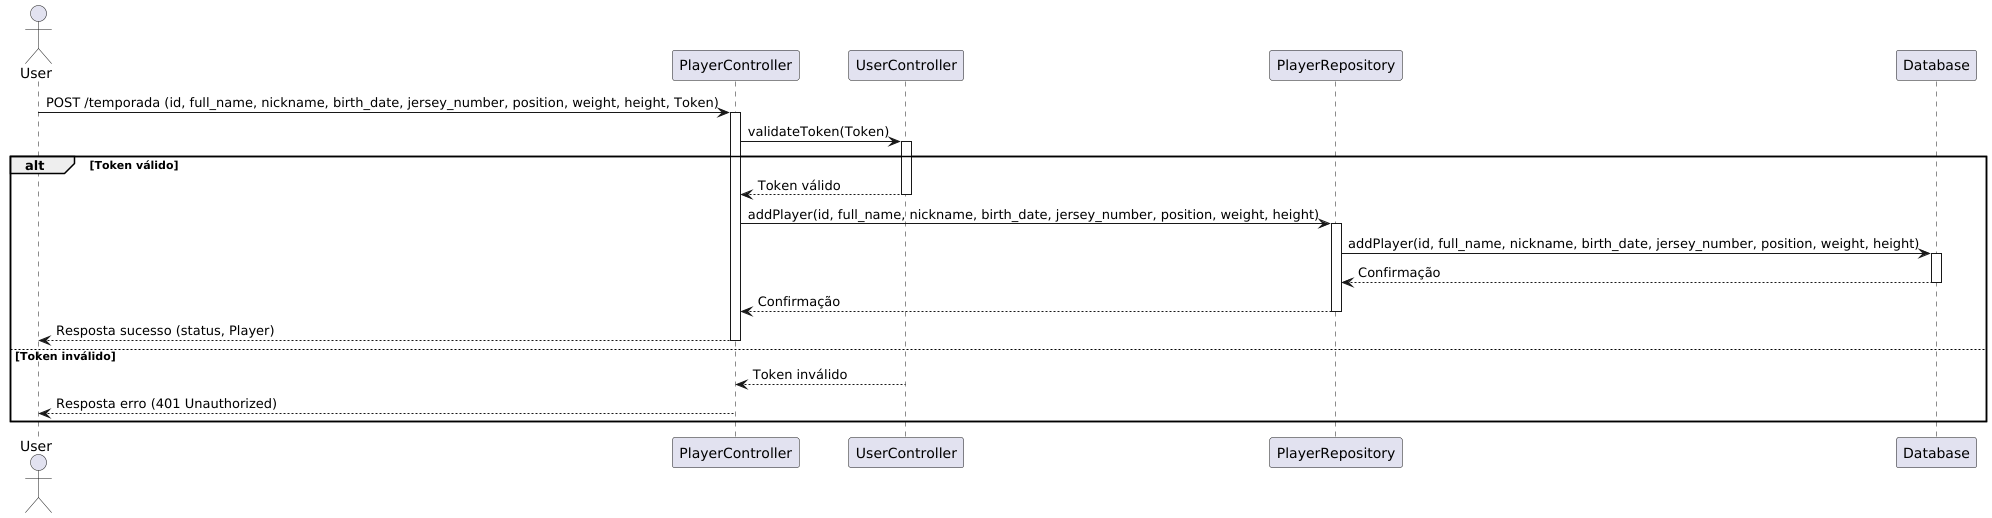 User
PlayerController
UserController
PlayerRepository
Database
POST /temporada (id, full_name, nickname, birth_date, jersey_number, position, weight, height, Token)
validateToken(Token)
alt
[Token válido]
Token válido
addPlayer(id, full_name, nickname, birth_date, jersey_number, position, weight, height)
addPlayer(id, full_name, nickname, birth_date, jersey_number, position, weight, height)
Confirmação
Confirmação
Resposta sucesso (status, Player)
[Token inválido]
Token inválido
Resposta erro (401 Unauthorized)
User
PlayerController
UserController
PlayerRepository
Database